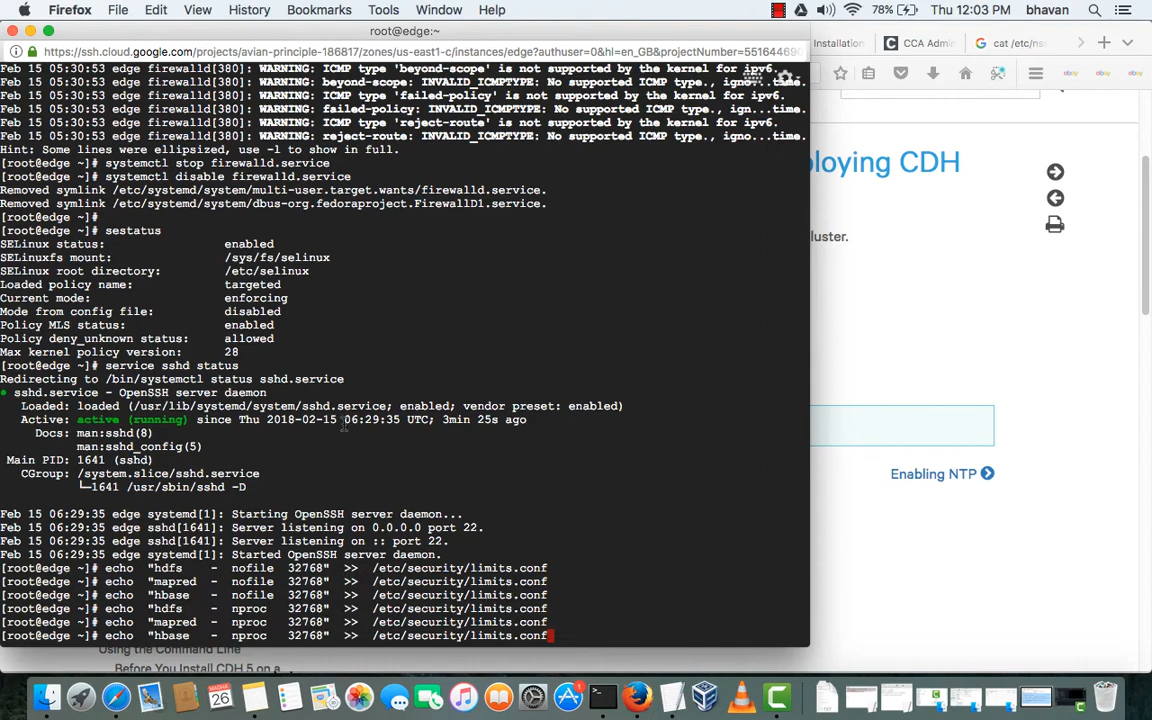 Firefox File Edit View History Bookmarks Tools Window Help 78% Thu 12:03 PM bhavan
root@edge:~
https://ssh.cloud.google.com/projects/avian-principle-186817/zones/us-east1-c/instances/edge?authuser=0&hl=en_GB&projectNumber=5516446
Installation CCA Admi cat /etc/ns
Feb 15 05:30:53 edge firewalld[380]: WARNING: ICMP type 'beyond-scope' is not supported by the kernel for ipv6.
Feb 15 05:30:53 edge firewalld[380]: WARNING: beyond-scope: INVALID_ICMPTYPE: No supported ICMP type., ign...time.
Feb 15 05:30:53 edge firewalld[380]: WARNING: ICMP type 'failed-policy' is not supported by the kernel for ipv6.
Feb 15 05:30:53 edge firewalld[380]: WARNING: failed-policy: INVALID_ICMPTYPE: No supported ICMP type., ign...time.
Feb 15 05:30:53 edge firewalld[380]: WARNING: ICMP type 'reject-route' is not supported by the kernel for ipv6.
Feb 15 05:30:53 edge firewalld[380]: WARNING: reject-route: INVALID_ICMPTYPE: No supported ICMP type., igno...time.
Hint: Some lines were ellipsized, use -l to show in full.
[root@edge ~]# systemctl stop firewalld.service
[root@edge ~]# systemctl disable firewalld.service
Removed symlink /etc/systemd/system/multi-user.target.wants/firewalld.service.
Removed symlink /etc/systemd/system/dbus-org.fedoraproject.FirewallD1.service.
[root@edge ~]#
[root@edge ~]# sestatus
SELinux status: enabled
SELinuxfs mount: /sys/fs/selinux
SELinux root directory: /etc/selinux
Loaded policy name: targeted
Current mode: enforcing
Mode from config file: disabled
Policy MLS status: enabled
Policy deny_unknown status: allowed
Max kernel policy version: 28
[root@edge ~]# service sshd status
Redirecting to /bin/systemctl status sshd.service
● sshd.service - OpenSSH server daemon
Loaded: loaded (/usr/lib/systemd/system/sshd.service; enabled; vendor preset: enabled)
Active: active (running) since Thu 2018-02-15 06:29:35 UTC; 3min 25s ago
Docs: man:sshd(8)
man:sshd_config(5)
Main PID: 1641 (sshd)
CGroup: /system.slice/sshd.service
└─1641 /usr/sbin/sshd -D
Feb 15 06:29:35 edge systemd[1]: Starting OpenSSH server daemon...
Feb 15 06:29:35 edge sshd[1641]: Server listening on 0.0.0.0 port 22.
Feb 15 06:29:35 edge sshd[1641]: Server listening on :: port 22.
Feb 15 06:29:35 edge systemd[1]: Started OpenSSH server daemon.
[root@edge ~]# echo "hdfs - nofile 32768" >> /etc/security/limits.conf
[root@edge ~]# echo "mapred - nofile 32768" >> /etc/security/limits.conf
[root@edge ~]# echo "hbase - nofile 32768" >> /etc/security/limits.conf
[root@edge ~]# echo "hdfs - nproc 32768" >> /etc/security/limits.conf
[root@edge ~]# echo "mapred - nproc 32768" >> /etc/security/limits.conf
[root@edge ~]# echo "hbase - nproc 32768" >> /etc/security/limits.conf
ebay ebay ebay
ploying CDH
uster.
Enabling NTP
Using the Command Line
Before You Install CDH 5 on a
MAR
26
1